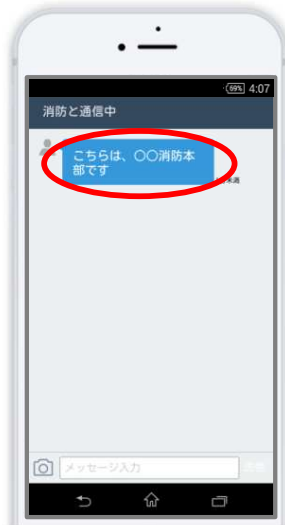 69% 4:07
消防と通信中
こちらは、〇〇消防本
部です
メッセージ入力